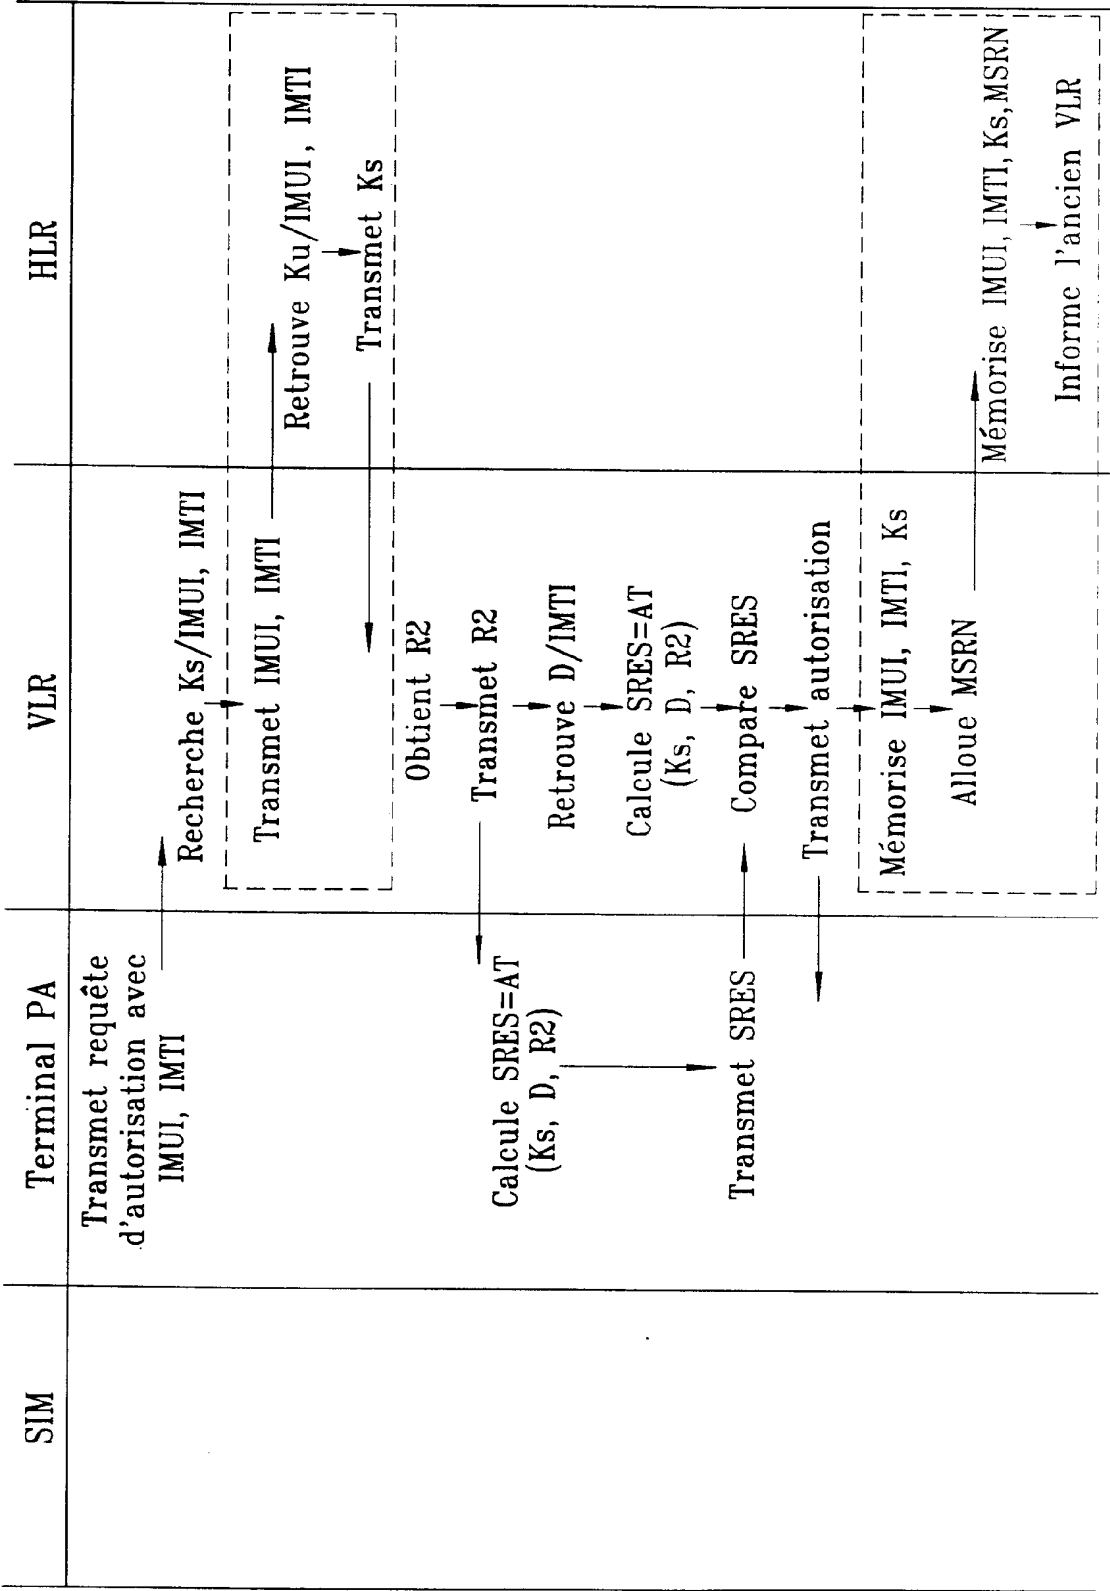 SIM
Terminal PA
VLR
HLR
Transmet requête
d'autorisation avec
IMUI, IMTI
Recherche Ks/IMUI, IMTI
Transmet IMUI, IMTI
Retrouve Ku/IMUI, IMTI
Transmet Ks
Obtient R2
Transmet R2
Retrouve D/IMTI
Calcule SRES=AT
(Ks, D, R2)
Calcule SRES=AT
(Ks, D, R2)
Transmet SRES
Compare SRES
Transmet autorisation
Mémorise IMUI, IMTI, Ks
Alloue MSRN
Mémorise IMUI, IMTI, Ks, MSRN
Informe l'ancien VLR